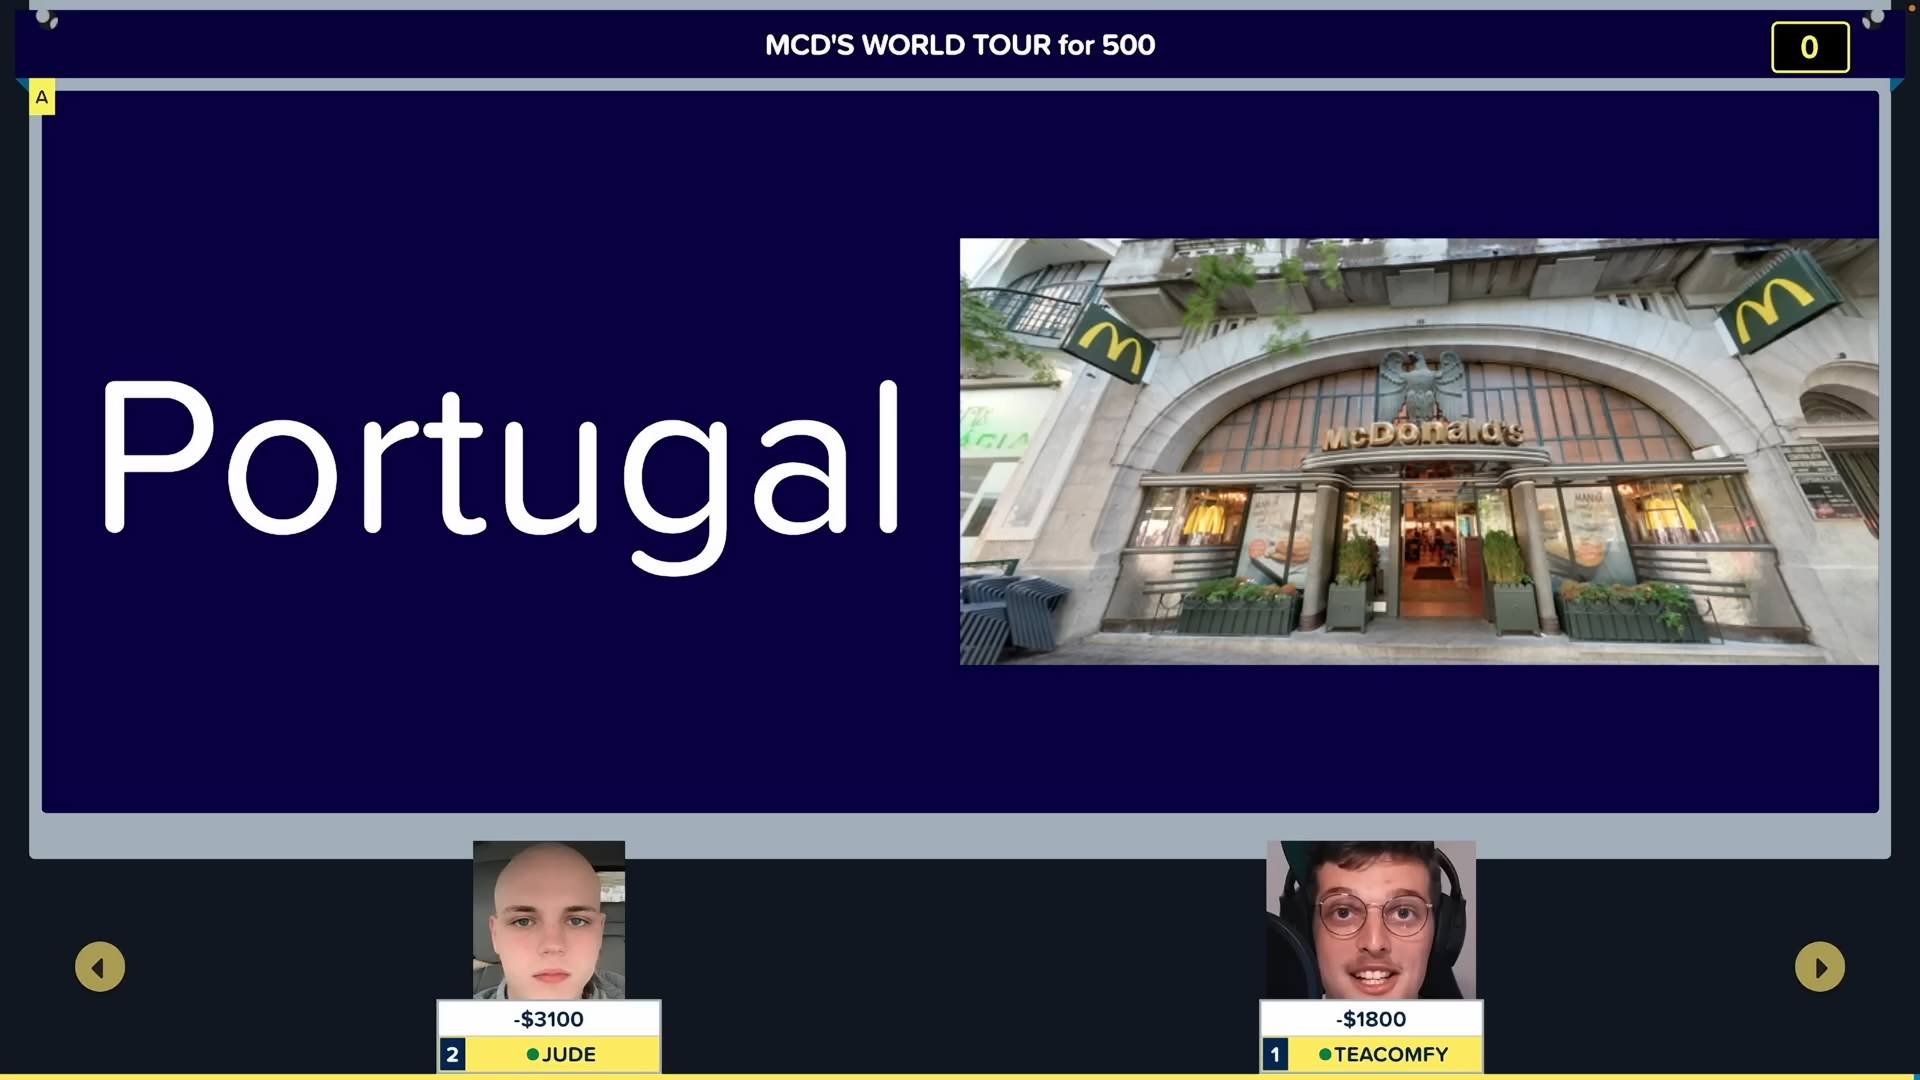 MCD'S WORLD TOUR for 500
0
A
Portugal
McDonald's
-$3100
2 JUDE
-$1800
1 TEACOMFY